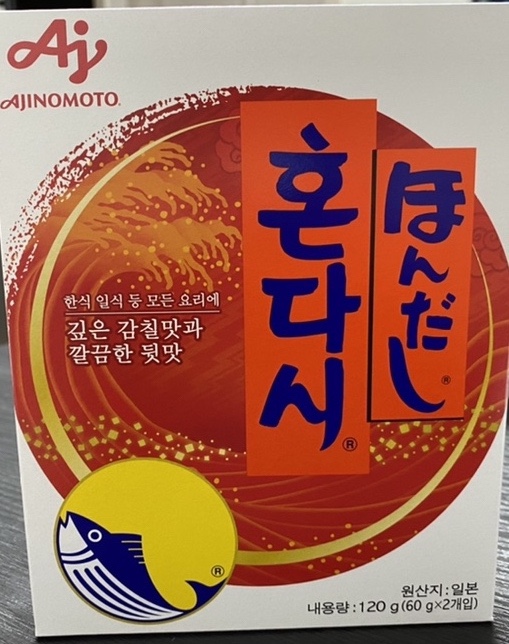 Aj
AJINOMOTO®
혼다시®
ほんだし®
한식 일식 등 모든 요리에
깊은 감칠맛과
깔끔한 뒷맛
®
원산지:일본
내용량:120 g(60 g×2개입)